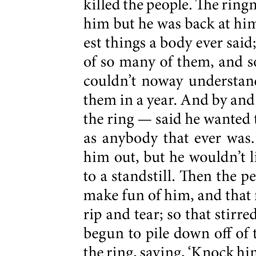 killed the people. The ringm
him but he was back at him
est things a body ever said;
of so many of them, and so
couldn’t noway understand
them in a year. And by and
the ring — said he wanted t
as anybody that ever was.
him out, but he wouldn’t li
to a standstill. Then the pe
make fun of him, and that
rip and tear; so that stirred
begun to pile down off of t
the ring, saying, ‘Knock him